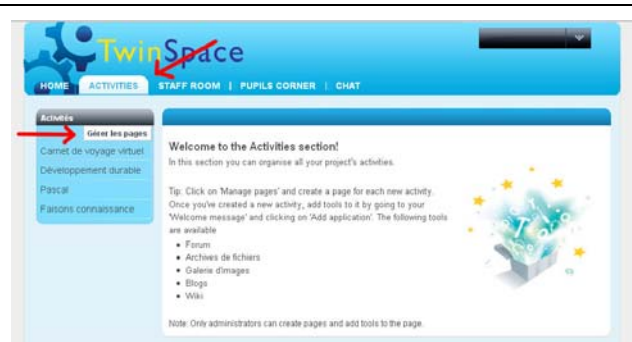 TwinSpace
HOME ACTIVITIES STAFF ROOM | PUPILS CORNER | CHAT
Activités
Gérer les pages
Carnet de voyage virtuel
Développement durable
Pascal
Faisons connaissance
Welcome to the Activities section!
In this section you can organise all your project's activities.
Tip: Click on 'Manage pages' and create a page for each new activity.
Once you've created a new activity, add tools to it by going to your
'Welcome message' and clicking on 'Add application'. The following tools
are available
• Forum
• Archives de fichiers
• Galerie d'images
• Blogs
• Wiki
Note: Only administrators can create pages and add tools to the page.